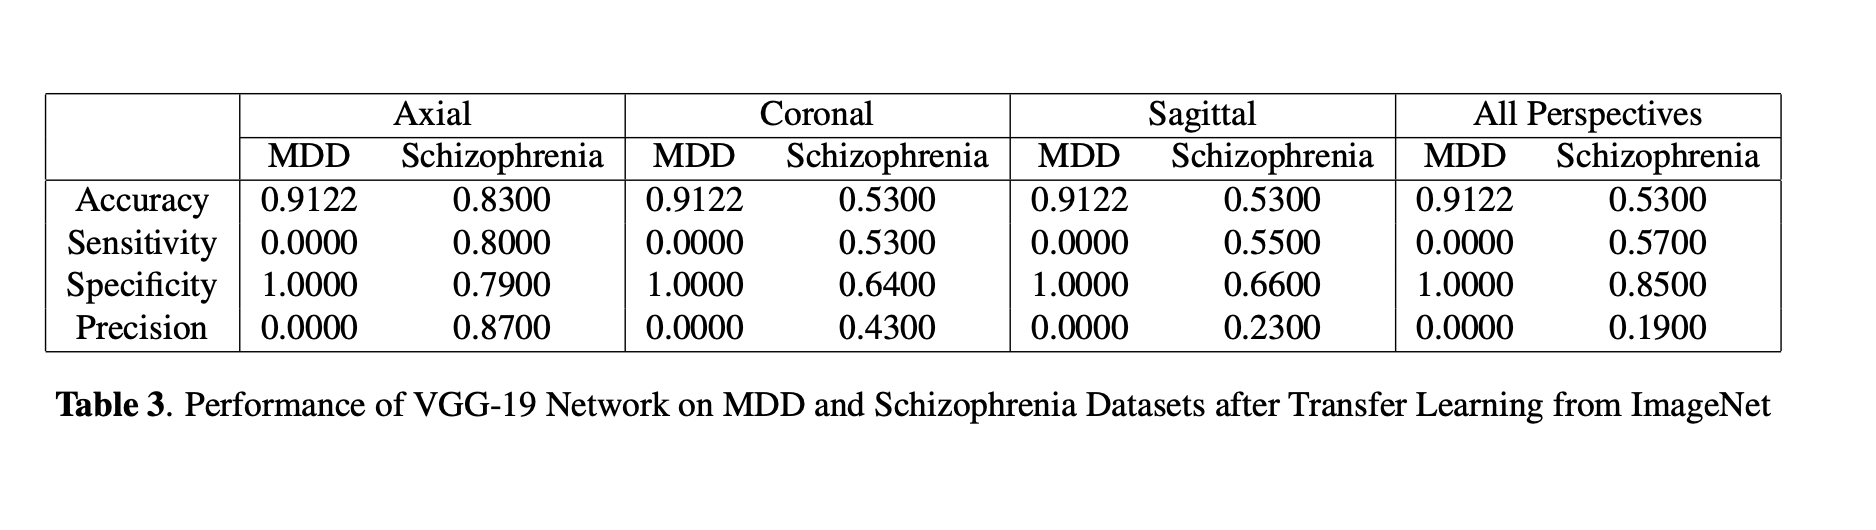 Axial Coronal Sagittal All Perspectives
MDD Schizophrenia MDD Schizophrenia MDD Schizophrenia MDD Schizophrenia
Accuracy 0.9122 0.8300 0.9122 0.5300 0.9122 0.5300 0.9122 0.5300
Sensitivity 0.0000 0.8000 0.0000 0.5300 0.0000 0.5500 0.0000 0.5700
Specificity 1.0000 0.7900 1.0000 0.6400 1.0000 0.6600 1.0000 0.8500
Precision 0.0000 0.8700 0.0000 0.4300 0.0000 0.2300 0.0000 0.1900
Table 3. Performance of VGG-19 Network on MDD and Schizophrenia Datasets after Transfer Learning from ImageNet